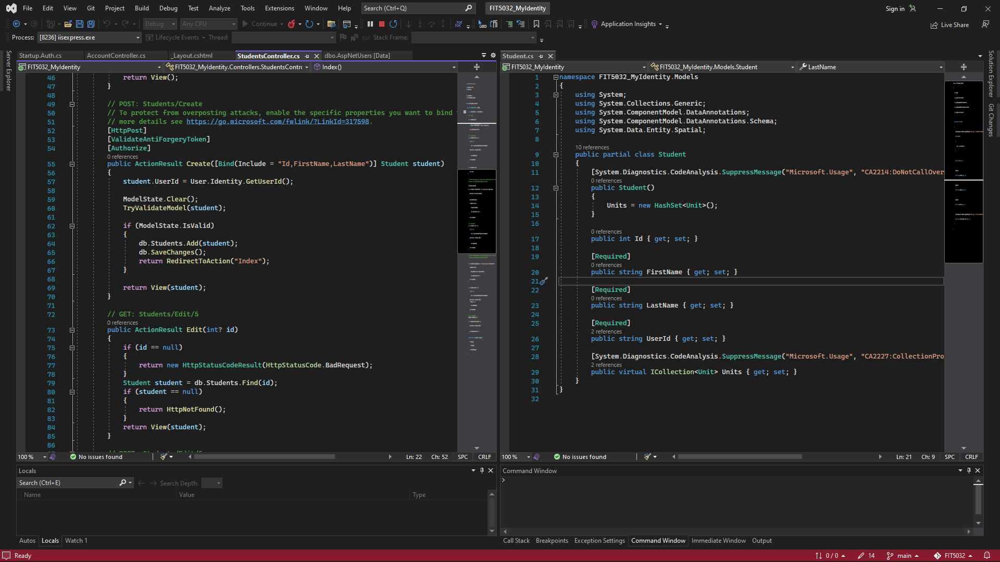 File Edit View Git Project Build Debug Test Analyze Tools Extensions Window Help Search (Ctrl+Q) FIT5032_MyIdentity Sign in
Debug Any CPU Continue Application Insights Live Share
Process: [8236] iisexpress.exe Lifecycle Events Thread: Stack Frame:
Server Explorer
Startup.Auth.cs AccountController.cs _Layout.cshtml StudentsController.cs dbo.AspNetUsers [Data]
FIT5032_MyIdentity FIT5032_MyIdentity.Controllers.StudentsContro Index()
46 return View();
47 }
48
49 // POST: Students/Create
50 // To protect from overposting attacks, enable the specific properties you want to bind
51 // more details see https://go.microsoft.com/fwlink/?LinkId=317598.
52 [HttpPost]
53 [ValidateAntiForgeryToken]
54 [Authorize]
0 references
55 public ActionResult Create([Bind(Include = "Id,FirstName,LastName")] Student student)
56 {
57 student.UserId = User.Identity.GetUserId();
58
59 ModelState.Clear();
60 TryValidateModel(student);
61
62 if (ModelState.IsValid)
63 {
64 db.Students.Add(student);
65 db.SaveChanges();
66 return RedirectToAction("Index");
67 }
68
69 return View(student);
70 }
71
72 // GET: Students/Edit/5
0 references
73 public ActionResult Edit(int? id)
74 {
75 if (id == null)
76 {
77 return new HttpStatusCodeResult(HttpStatusCode.BadRequest);
78 }
79 Student student = db.Students.Find(id);
80 if (student == null)
81 {
82 return HttpNotFound();
83 }
84 return View(student);
85 }
86
100 % No issues found Ln: 22 Ch: 52 SPC CRLF
Student.cs
FIT5032_MyIdentity FIT5032_MyIdentity.Models.Student LastName
1 namespace FIT5032_MyIdentity.Models
2 {
3 using System;
4 using System.Collections.Generic;
5 using System.ComponentModel.DataAnnotations;
6 using System.ComponentModel.DataAnnotations.Schema;
7 using System.Data.Entity.Spatial;
8
10 references
9 public partial class Student
10 {
11 [System.Diagnostics.CodeAnalysis.SuppressMessage("Microsoft.Usage", "CA2214:DoNotCallOver
0 references
12 public Student()
13 {
14 Units = new HashSet<Unit>();
15 }
16
0 references
17 public int Id { get; set; }
18
19 [Required]
0 references
20 public string FirstName { get; set; }
21
22 [Required]
0 references
23 public string LastName { get; set; }
24
25 [Required]
2 references
26 public string UserId { get; set; }
27
28 [System.Diagnostics.CodeAnalysis.SuppressMessage("Microsoft.Usage", "CA2227:CollectionPro
2 references
29 public virtual ICollection<Unit> Units { get; set; }
30 }
31 }
32
100 % No issues found Ln: 21 Ch: 9 SPC CRLF
Solution Explorer
Git Changes
Locals
Search (Ctrl+E) Search Depth:
Name Value Type
Autos Locals Watch 1
Command Window
>
Call Stack Breakpoints Exception Settings Command Window Immediate Window Output
Ready 0 / 0 14 main FIT5032